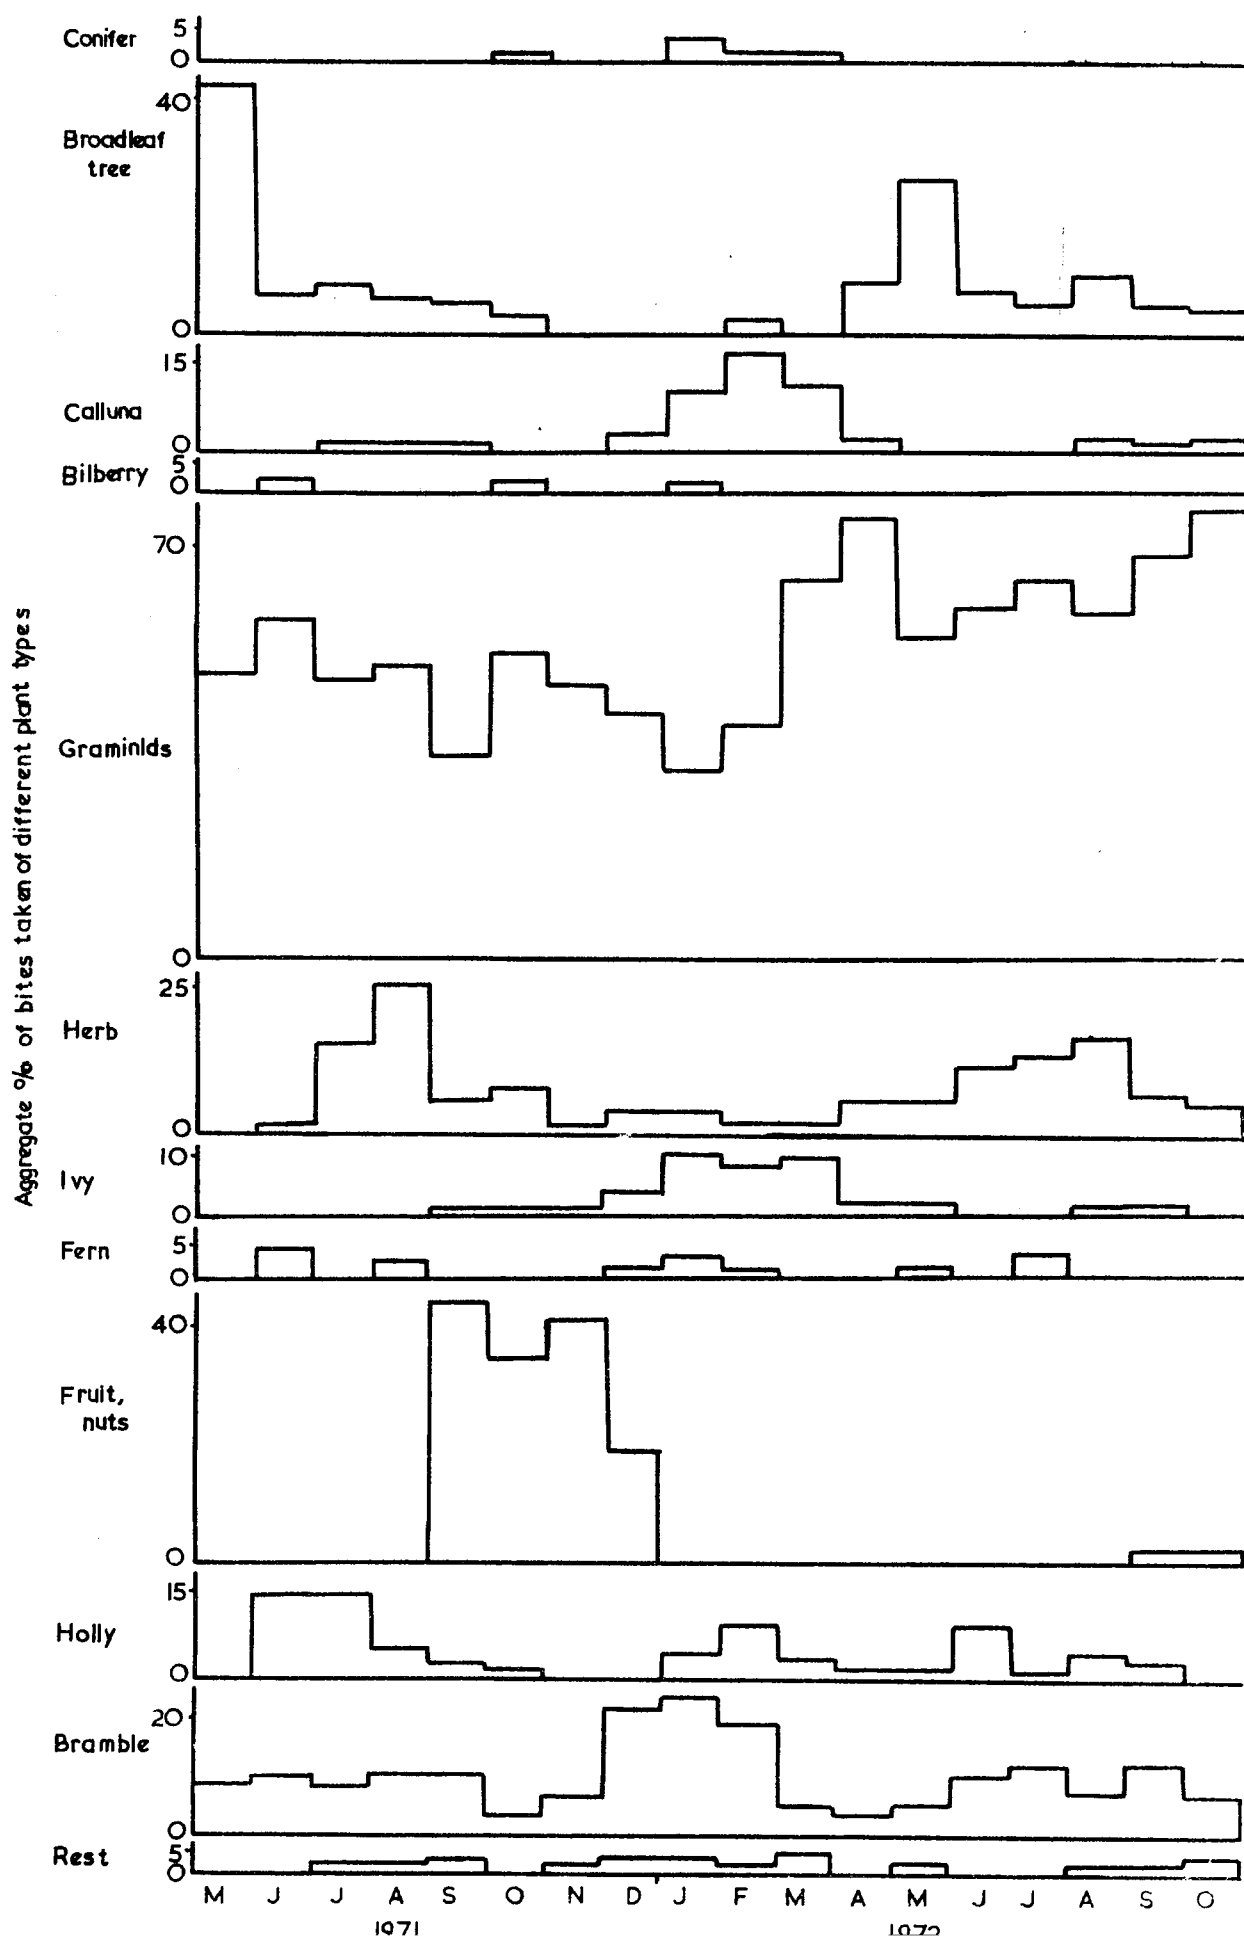 Conifer
5
0
40
Broadleaf
tree
0
15
Calluna
0
Bilberry
5
0
70
Graminids
0
25
Herb
0
10
Ivy
0
Fern
5
0
40
Fruit,
nuts
0
15
Holly
0
20
Bramble
0
Rest
5
0
M J J A S O N D J F M A M J J A S O
1971 1972
Aggregate % of bites taken of different plant types